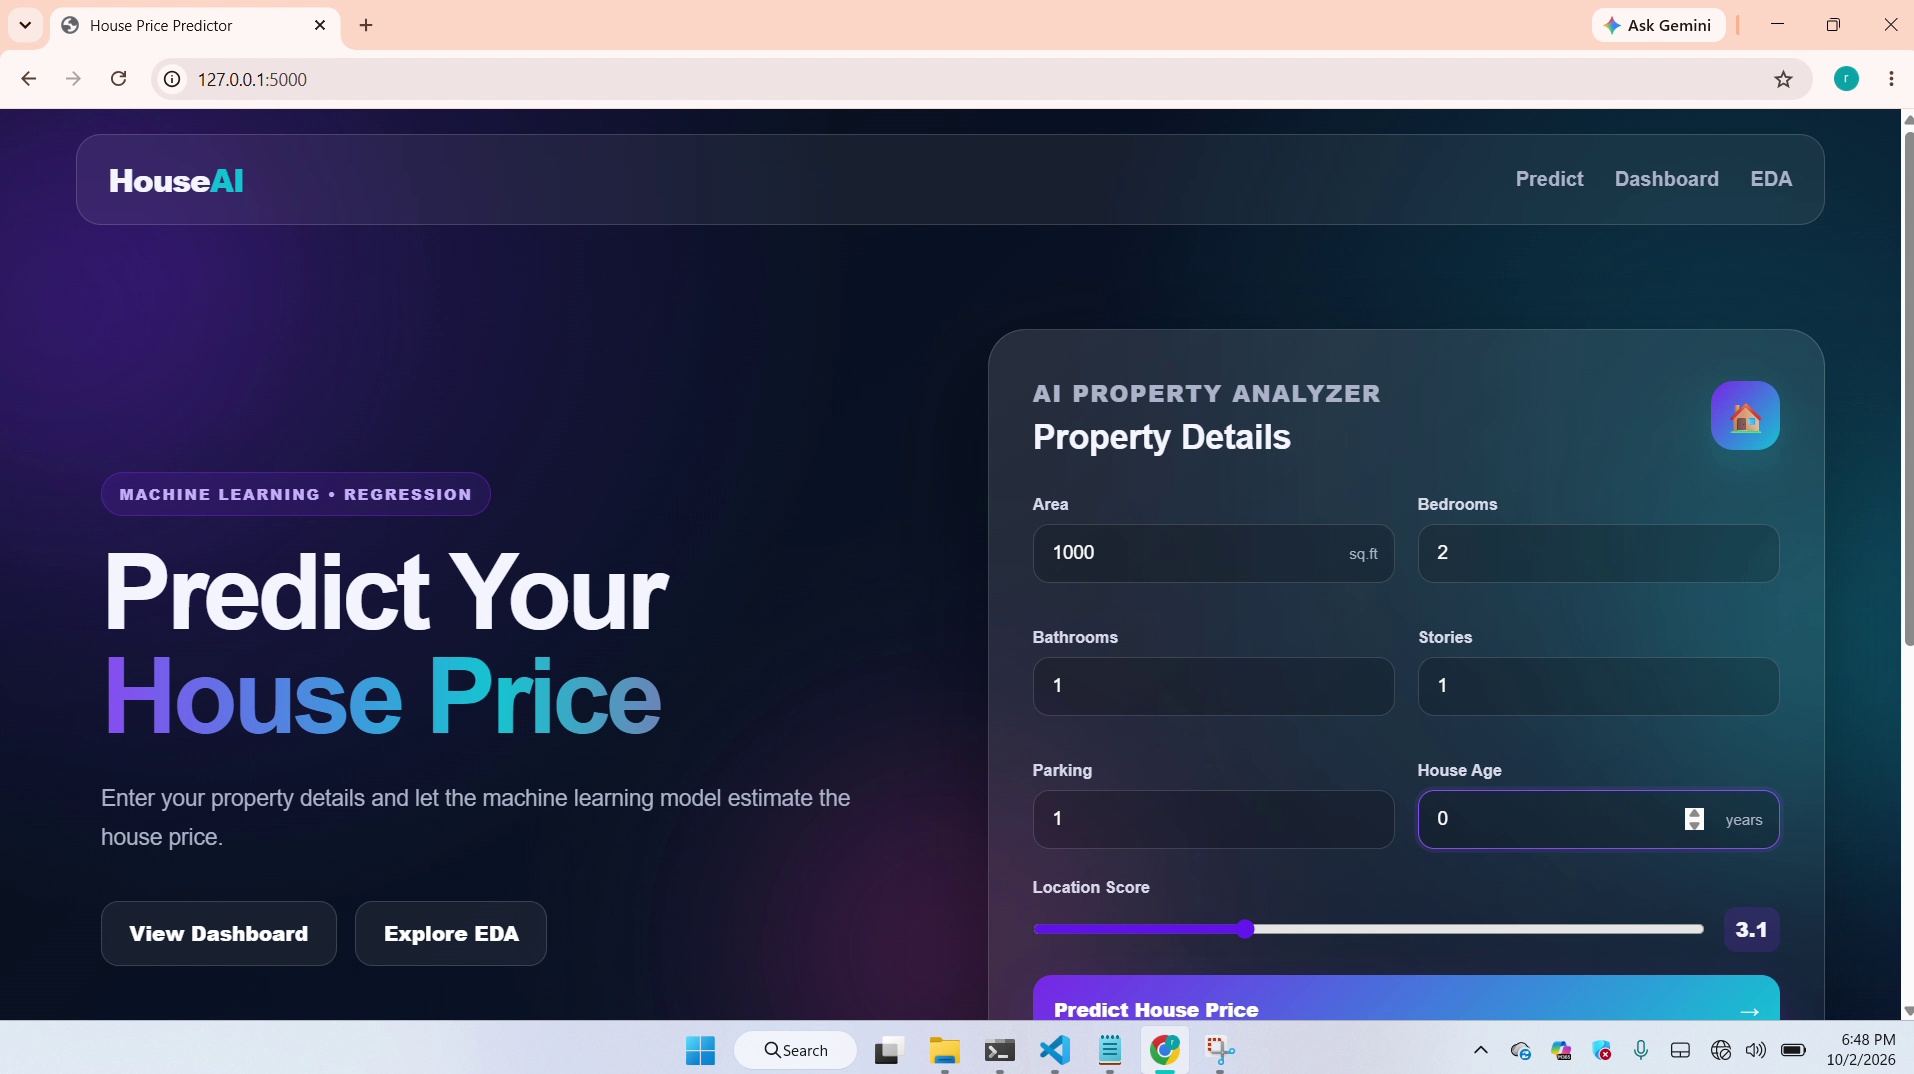 House Price Predictor
Ask Gemini
127.0.0.1:5000
r
HouseAI
Predict
Dashboard
EDA
MACHINE LEARNING • REGRESSION
Predict Your
House Price
Enter your property details and let the machine learning model estimate the
house price.
View Dashboard
Explore EDA
AI PROPERTY ANALYZER
Property Details
Area
Bedrooms
1000 sq.ft
2
Bathrooms
Stories
1
1
Parking
House Age
1
0 years
Location Score
3.1
Predict House Price →
Search
6:48 PM
10/2/2026